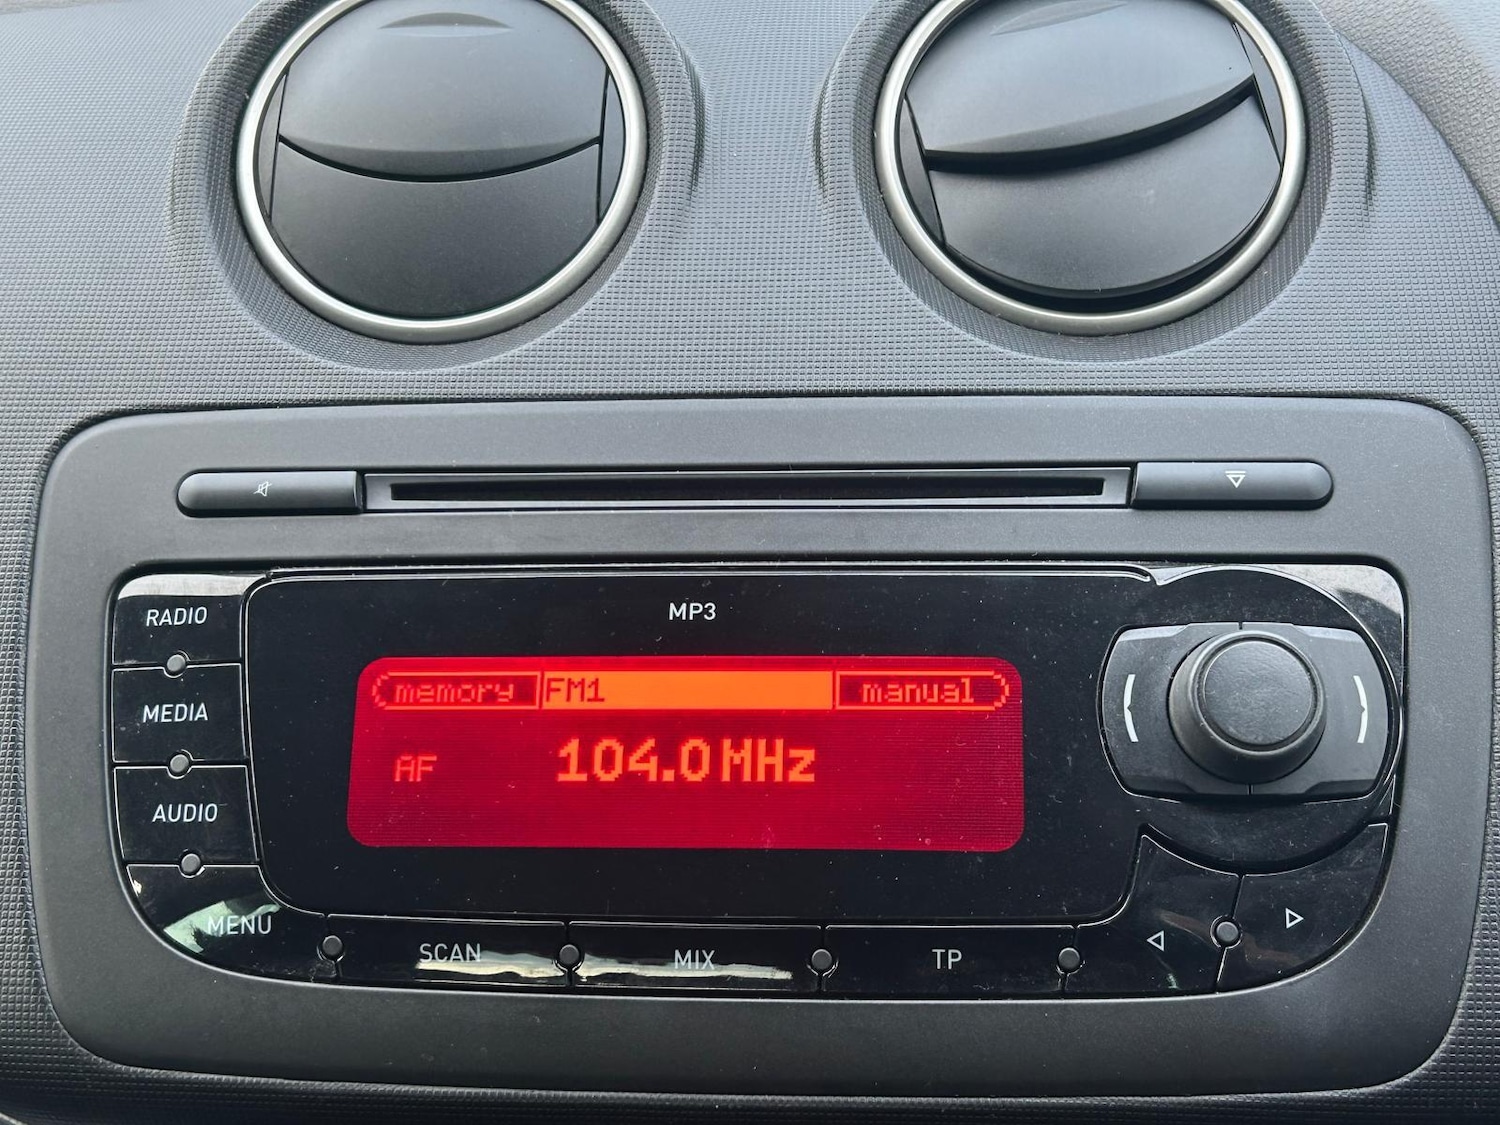 MP3
RADIO
memory FM1 manual
MEDIA
AF 104.0 MHz
AUDIO
MENU
SCAN
MIX
TP